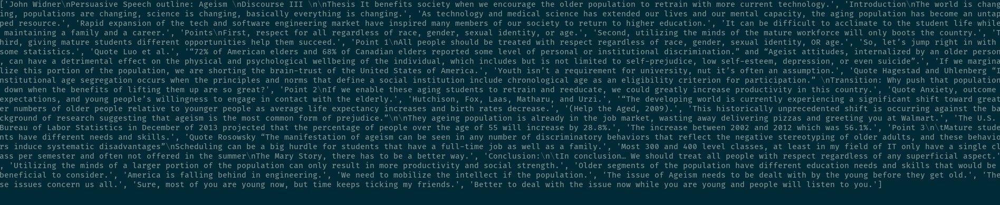 ['John Widner\nPersuasive Speech outline: Ageism \nDiscourse III \n\nThesis It benefits society when we encourage the older population to retrain with more current technology.', 'Introduction\nThe world is chang
ing, populations are changing, science is changing, basically everything is changing.', 'As technology and medical science has extended our lives and our mental capacity, the aging population has become an untap
ped resource.', 'Rapid expansion of the tech and software engineering market have inspired many members of our society to return to higher education.', 'It can be difficult to acclimate to the student life while
 maintaining a family and a career.', 'Points\nFirst, respect for all regardless of race, gender, sexual identity, or age.', 'Second, utilizing the minds of the mature workforce will only boots the country.', 'T
hird, giving mature students different opportunities help them succeed.', 'Point 1\nAll people should be treated with respect regardless of race, gender, sexual identity, OR age.', 'So, let’s jump right in with 
some statistics.', 'Quote Luo et al.', '“72% of American elders and 68% of Canadian elders reported some level of personal or institutional discrimination.” and “Ageist attitudes, internalized by an older person
, can have a detrimental effect on the physical and psychological wellbeing of the individual, which includes but is not limited to self-prejudice, low self-esteem, depression, or even suicide”.', 'If we margina
lize this portion of the population, we are shorting the brain-trust of the United States of America.', 'Youth isn’t a requirement for university, nut it’s often an assumption.', 'Quote Hagestad and Uhlenberg “I
nstitutional age segregation occurs when the principles and norms that define a social institution include chronological age as an eligibility criterion for participation.” \nTransition: Why push that population
 down when the benefits of lifting them up are so great?', 'Point 2\nIf we enable these aging students to retrain and reeducate, we could greatly increase productivity in this country.', 'Quote Anxiety, outcome 
expectations, and young people’s willingness to engage in contact with the elderly.', 'Hutchison, Fox, Laas, Matharu, and Urzi.', '“The developing world is currently experiencing a significant shift toward great
er numbers of older people relative to younger people as average life expectancy increases and birth rates decrease.', '(Help the Aged, 2009).', 'This historically unprecedented shift is occurring against the ba
ckground of research suggesting that ageism is the most common form of prejudice.”\n\nThey ageing population is already in the job market, wasting away delivering pizzas and greeting you at Walmart.', 'The U.S. 
Bureau of Labor Statistics in December of 2013 projected that the percentage of people over the age of 55 will increase by 28.8%.', 'The increase between 2002 and 2012 which was 56.1%.', 'Point 3\n\tMature stude
nts have different needs and skills.', 'Quote Rosowsky “The manifestation of ageism can be seen in any number of discriminatory behaviors that reflect the negative stereotyping of older adults, and these behavio
rs induce systematic disadvantages”\nScheduling can be a big hurdle for students that have a full-time job as well as a family.', 'Most 300 and 400 level classes, at least in my field of IT only have a single cl
ass per semester and often not offered in the summer\nThe Mary Story, there has to be a better way.', 'Conclusion:\n\tIn conclusion… We should treat all people with respect regardless of any superficial aspect.'
, 'Utilizing the minds of a larger portion of the population can only result in more productivity and social strength.', 'Older segments of the population have different education needs and skills that would be 
beneficial to consider.', 'America is falling behind in engineering.', 'We need to mobilize the intellect if the population.', 'The issue of Ageism needs to be dealt with by the young before they get old.', 'The
se issues concern us all.', 'Sure, most of you are young now, but time keeps ticking my friends.', 'Better to deal with the issue now while you are young and people will listen to you.']